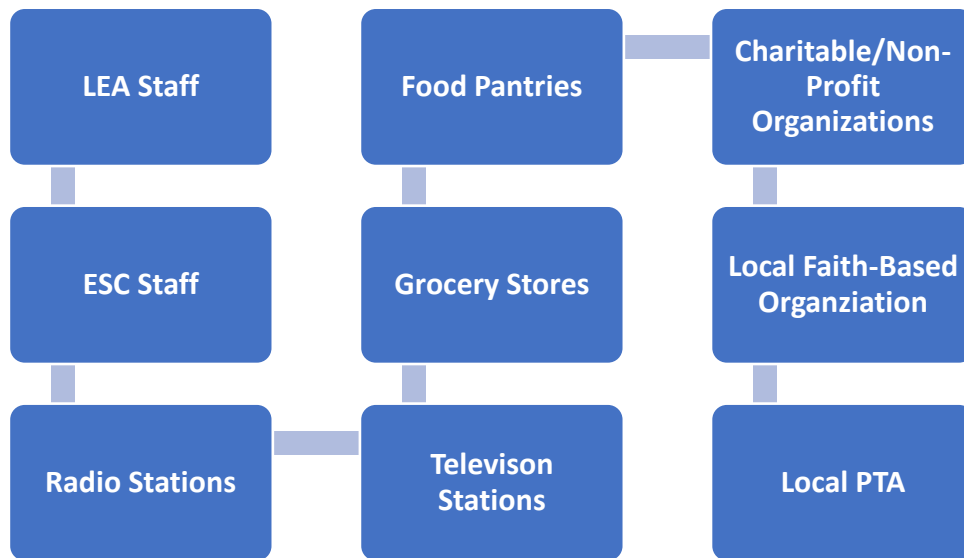 LEA Staff
ESC Staff
Radio Stations
Televison
Stations
Grocery Stores
Food Pantries
Charitable/Non-
Profit
Organizations
Local Faith-Based
Organziation
Local PTA